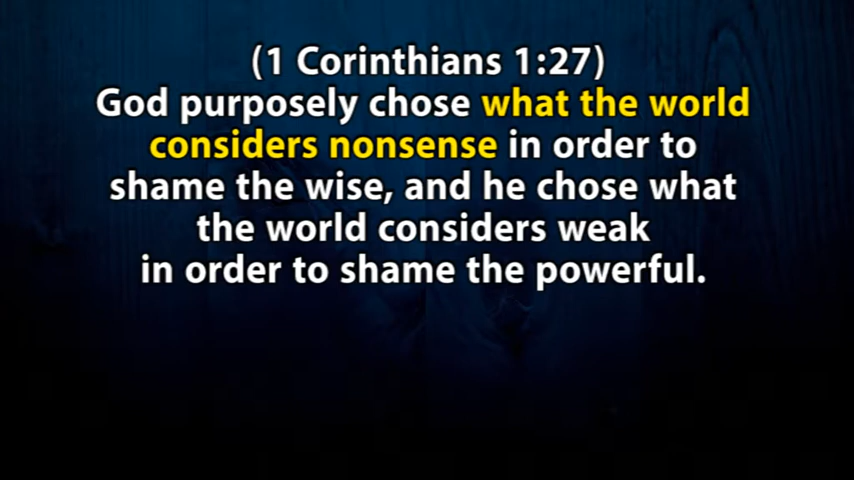 (1 Corinthians 1:27)
God purposely chose what the world
considers nonsense in order to
shame the wise, and he chose what
the world considers weak
in order to shame the powerful.